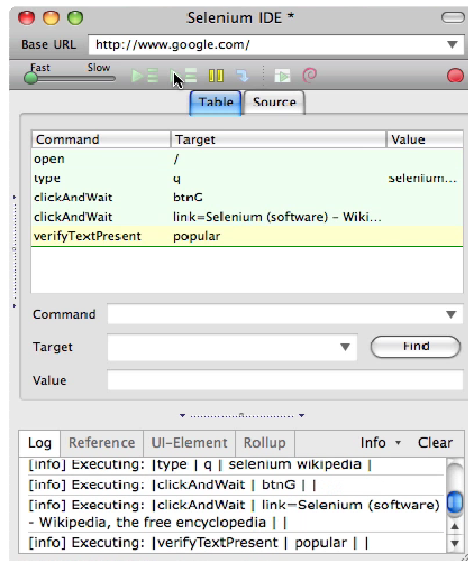 Selenium IDE *
Base URL http://www.google.com/
Fast Slow
Table Source
Command Target Value
open /
type q selenium...
clickAndWait btnG
clickAndWait link=Selenium (software) – Wiki...
verifyTextPresent popular
Command
Target Find
Value
Log Reference UI-Element Rollup Info Clear
[info] Executing: |type | q | selenium wikipedia |
[info] Executing: |clickAndWait | btnG | |
[info] Executing: |clickAndWait | link=Selenium (software)
- Wikipedia, the free encyclopedia | |
[info] Executing: |verifyTextPresent | popular | |